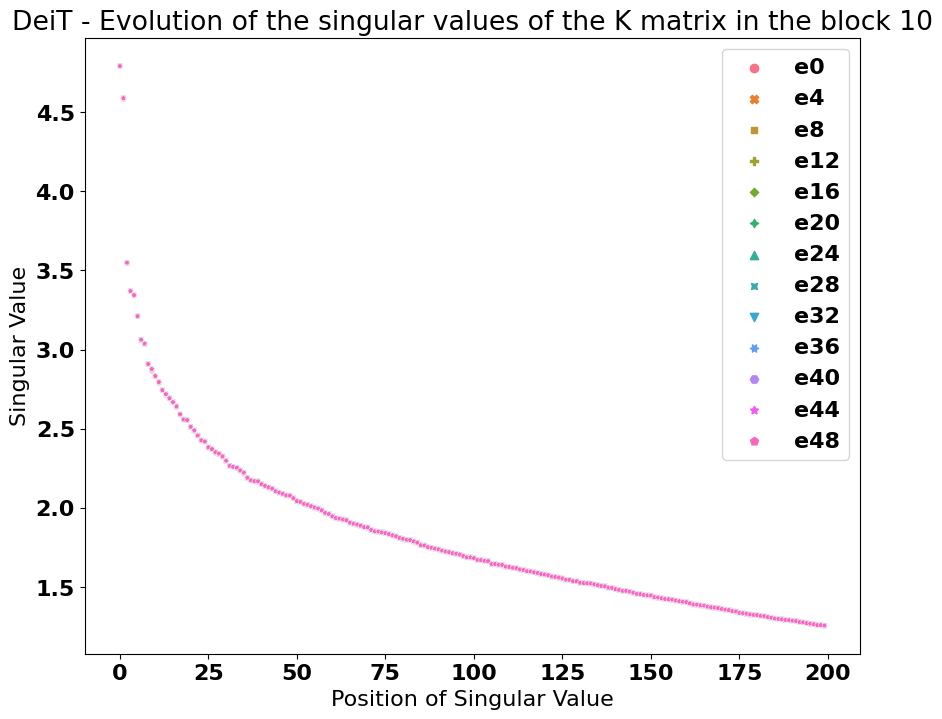 DeiT - Evolution of the singular values of the K matrix in the block 10
e0
e4
e8
e12
e16
e20
e24
e28
e32
e36
e40
e44
e48
Singular Value
4.5
4.0
3.5
3.0
2.5
2.0
1.5
0 25 50 75 100 125 150 175 200
Position of Singular Value